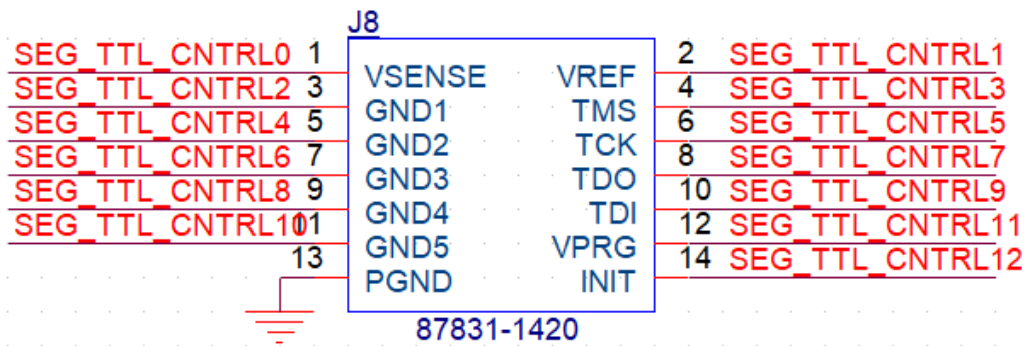 J8
SEG_TTL_CNTRL0 1 VSENSE VREF 2 SEG_TTL_CNTRL1
SEG_TTL_CNTRL2 3 GND1 TMS 4 SEG_TTL_CNTRL3
SEG_TTL_CNTRL4 5 GND2 TCK 6 SEG_TTL_CNTRL5
SEG_TTL_CNTRL6 7 GND3 TDO 8 SEG_TTL_CNTRL7
SEG_TTL_CNTRL8 9 GND4 TDI 10 SEG_TTL_CNTRL9
SEG_TTL_CNTRL10 11 GND5 VPRG 12 SEG_TTL_CNTRL11
13 PGND INIT 14 SEG_TTL_CNTRL12
87831-1420